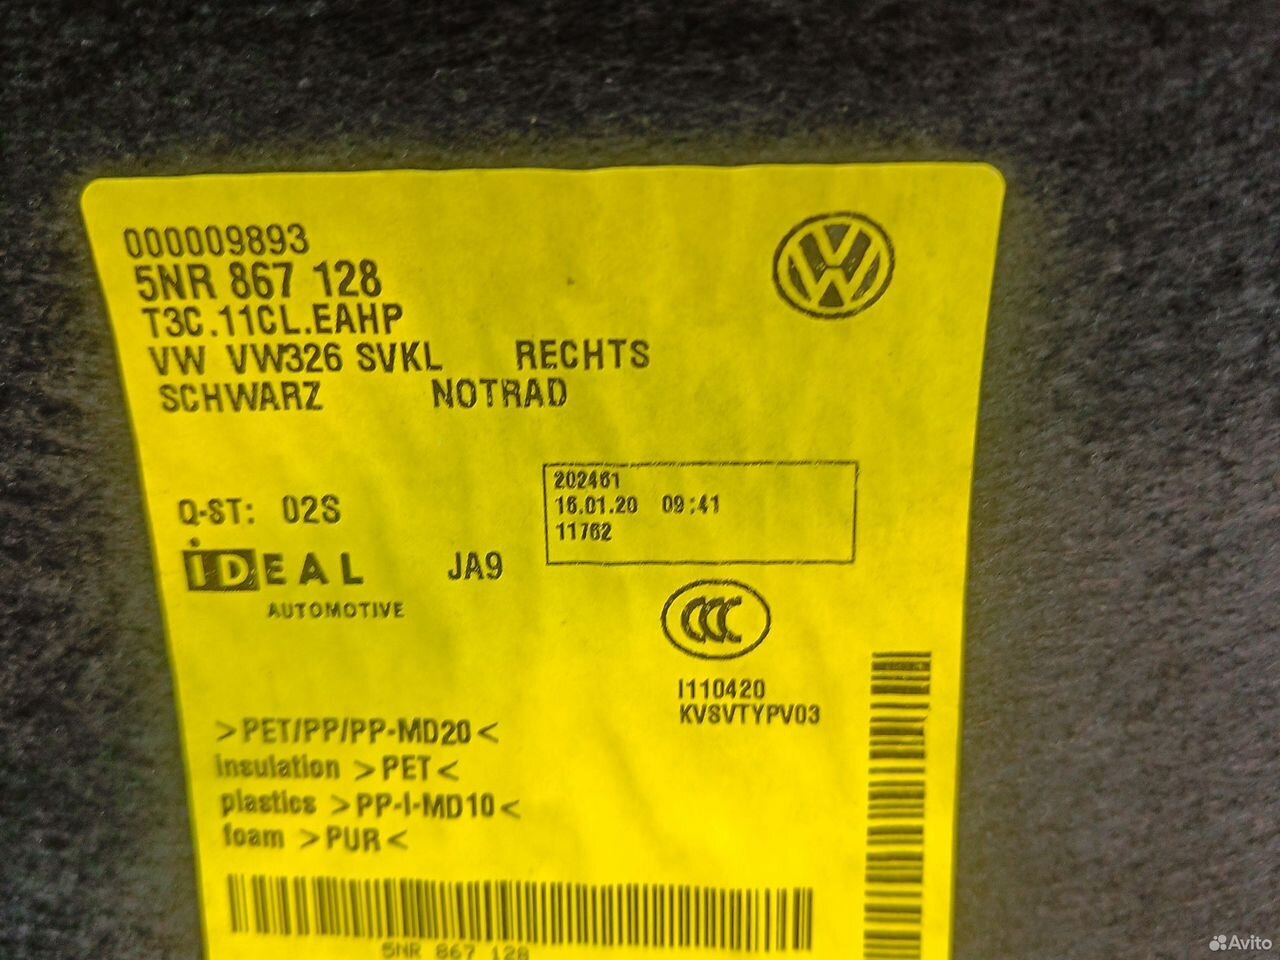 000009893
5NR 867 128
T3C.11CL.EAHP
VW VW326 SVKL RECHTS
SCHWARZ NOTRAD
202461
16.01.20 09:41
11762
Q-ST: 02S
iDEAL JA9
AUTOMOTIVE
CCC
I110420
KVSVTYPV03
>PET/PP/PP-MD20<
insulation >PET<
plastics >PP-I-MD10<
foam >PUR<
5NR 867 128
Avito